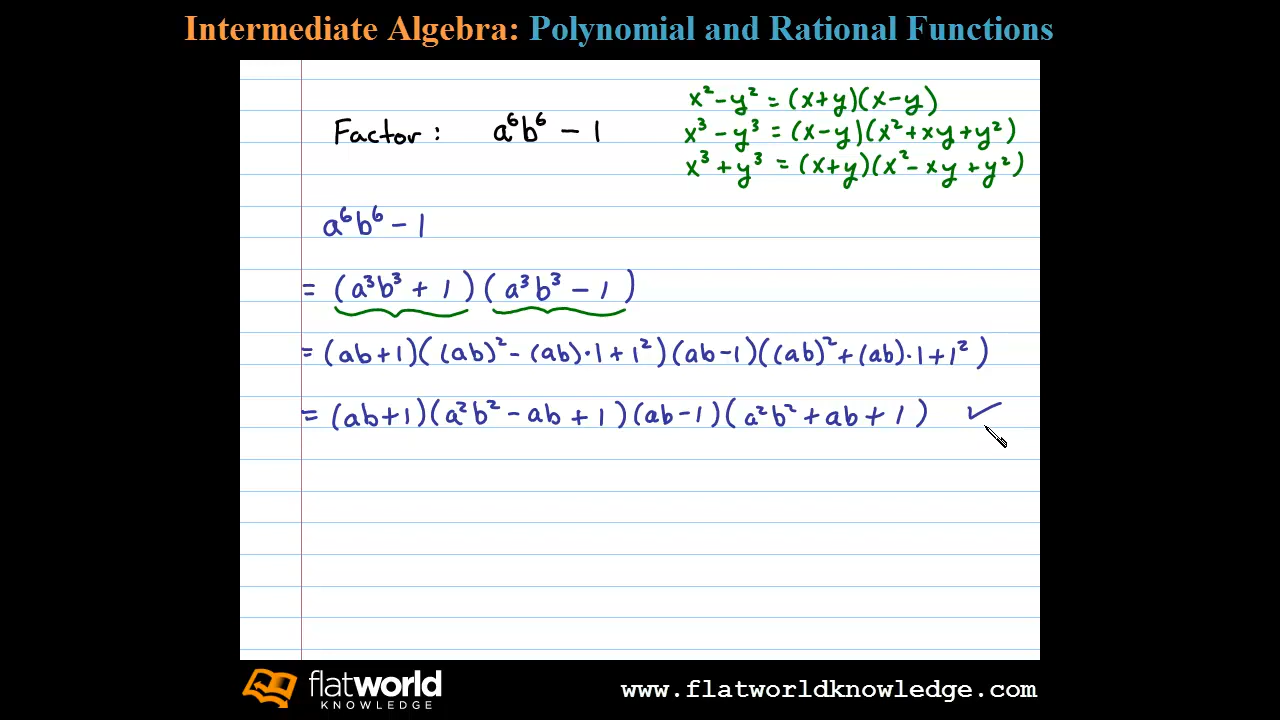 Intermediate Algebra: Polynomial and Rational Functions
x² - y² = (x+y)(x-y)
Factor: a⁶b⁶ - 1
x³ - y³ = (x-y)(x²+xy+y²)
x³ + y³ = (x+y)(x²-xy+y²)
a⁶b⁶ - 1
= (a³b³ + 1)(a³b³ - 1)
= (ab+1)((ab)² - (ab)·1 + 1²)(ab-1)((ab)² + (ab)·1 + 1²)
= (ab+1)(a²b² - ab + 1)(ab-1)(a²b² + ab + 1) ✓
flatworld
KNOWLEDGE
www.flatworldknowledge.com